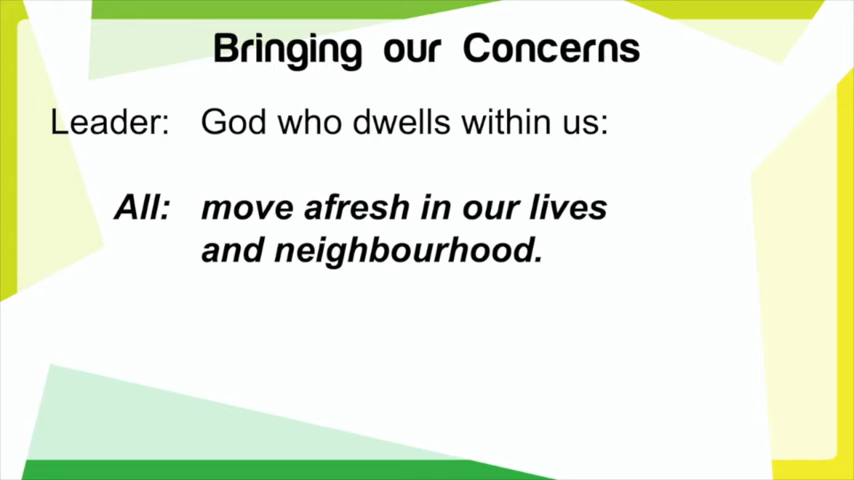 Bringing our Concerns
Leader: God who dwells within us:
All: move afresh in our lives
and neighbourhood.